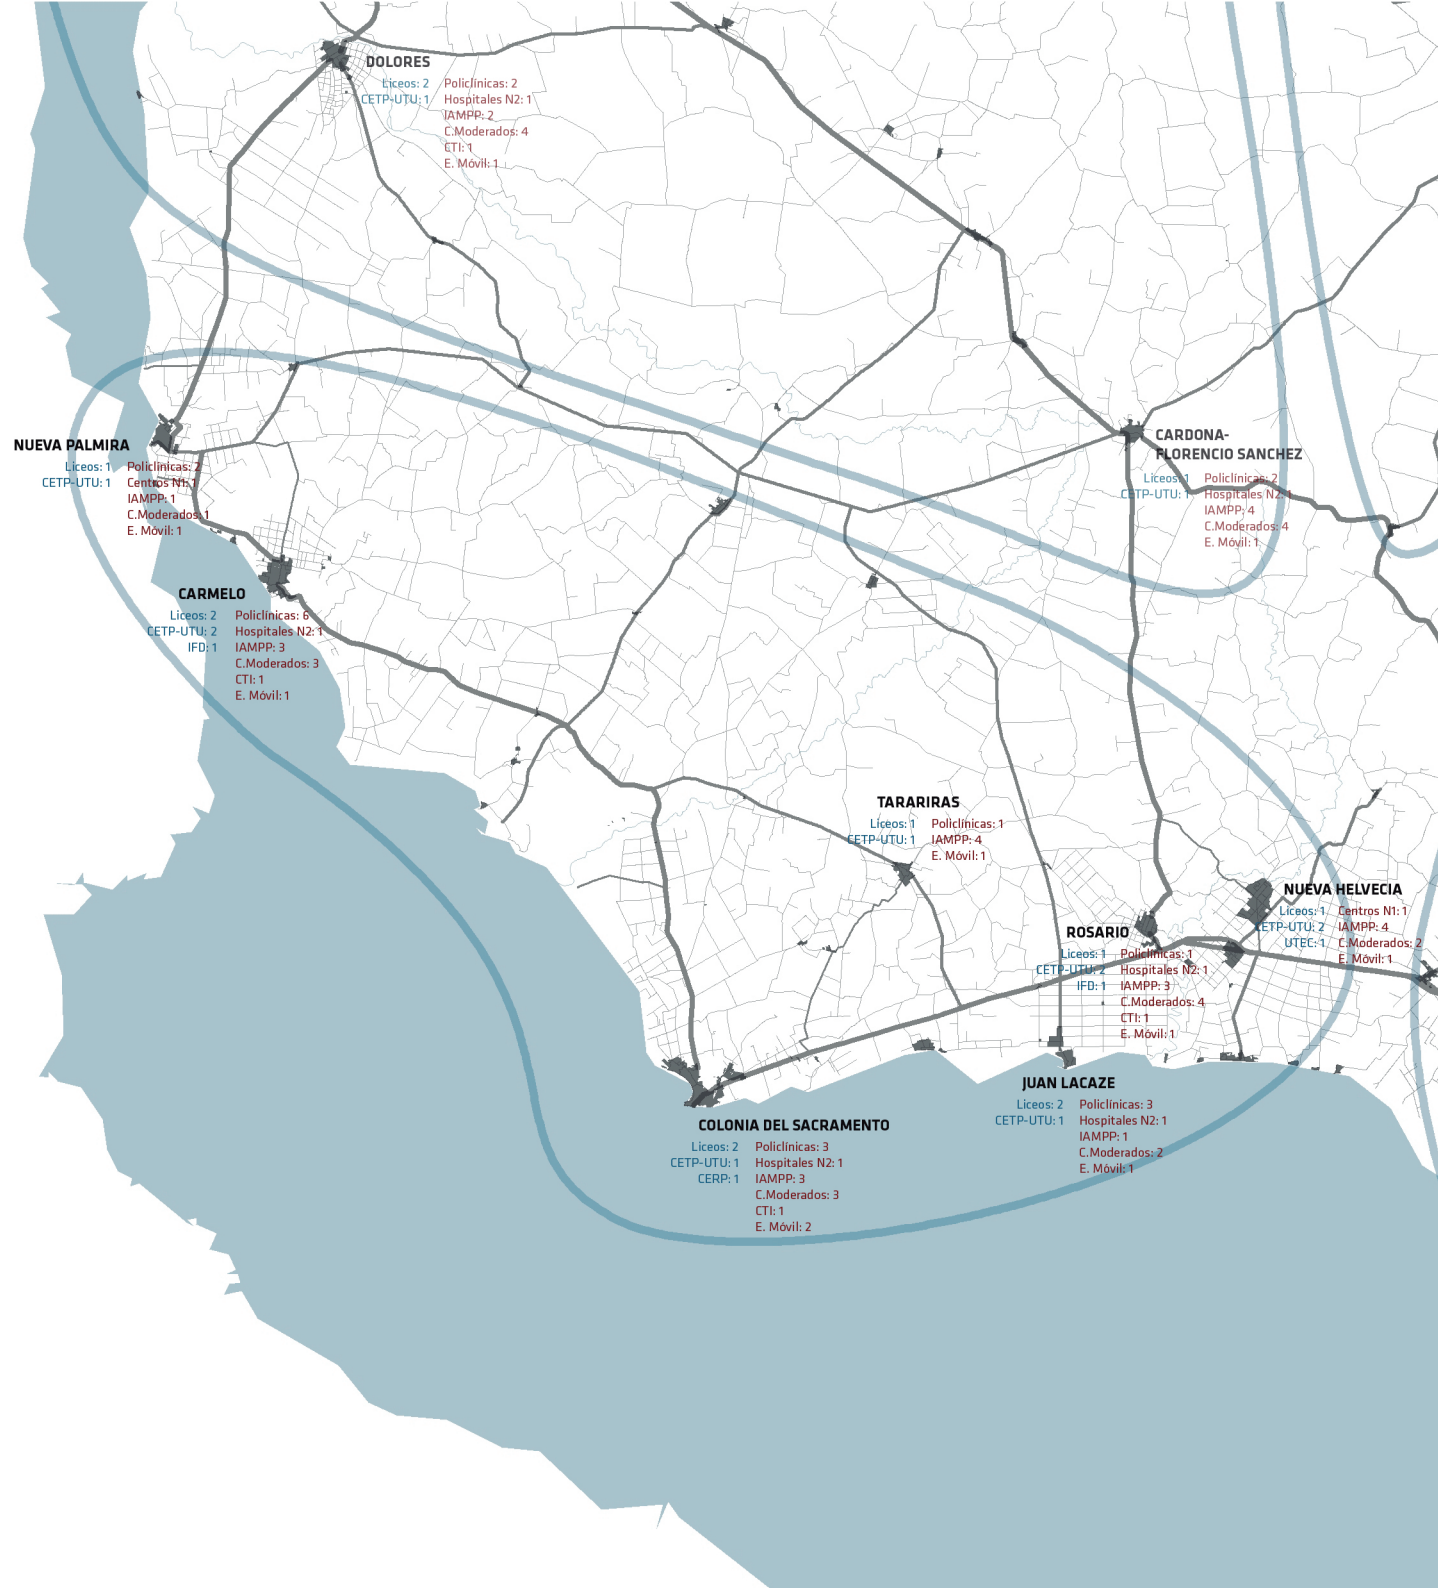 DOLORES
Liceos: 2 Policlínicas: 2
CETP-UTU: 1 Hospitales N2: 1
IAMPP: 2
C.Moderados: 4
CTI: 1
E. Móvil: 1
NUEVA PALMIRA
Liceos: 1 Policlínicas: 2
CETP-UTU: 1 Centros N1: 1
IAMPP: 1
C.Moderados: 1
E. Móvil: 1
CARDONA-
FLORENCIO SANCHEZ
Liceos: 1 Policlínicas: 2
CETP-UTU: 1 Hospitales N2: 1
IAMPP: 4
C.Moderados: 4
E. Móvil: 1
CARMELO
Liceos: 2 Policlínicas: 6
CETP-UTU: 2 Hospitales N2: 1
IFD: 1 IAMPP: 3
C.Moderados: 3
CTI: 1
E. Móvil: 1
TARARIRAS
Liceos: 1 Policlínicas: 1
CETP-UTU: 1 IAMPP: 4
E. Móvil: 1
NUEVA HELVECIA
Liceos: 1 Centros N1: 1
CETP-UTU: 2 IAMPP: 4
UTEC: 1 C.Moderados: 2
E. Móvil: 1
ROSARIO
Liceos: 1 Policlínicas: 1
CETP-UTU: 2 Hospitales N2: 1
IFD: 1 IAMPP: 3
C.Moderados: 4
CTI: 1
E. Móvil: 1
JUAN LACAZE
Liceos: 2 Policlínicas: 3
CETP-UTU: 1 Hospitales N2: 1
IAMPP: 1
C.Moderados: 2
E. Móvil: 1
COLONIA DEL SACRAMENTO
Liceos: 2 Policlínicas: 3
CETP-UTU: 1 Hospitales N2: 1
CERP: 1 IAMPP: 3
C.Moderados: 3
CTI: 1
E. Móvil: 2